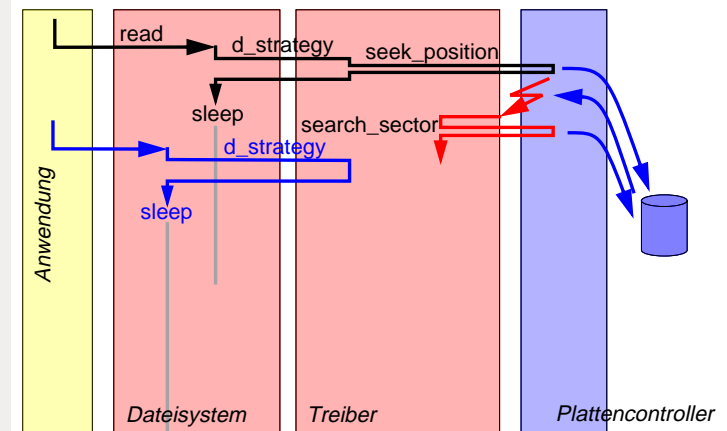 read
d_strategy
seek_position
sleep
search_sector
d_strategy
sleep
Anwendung
Dateisystem
Treiber
Plattencontroller